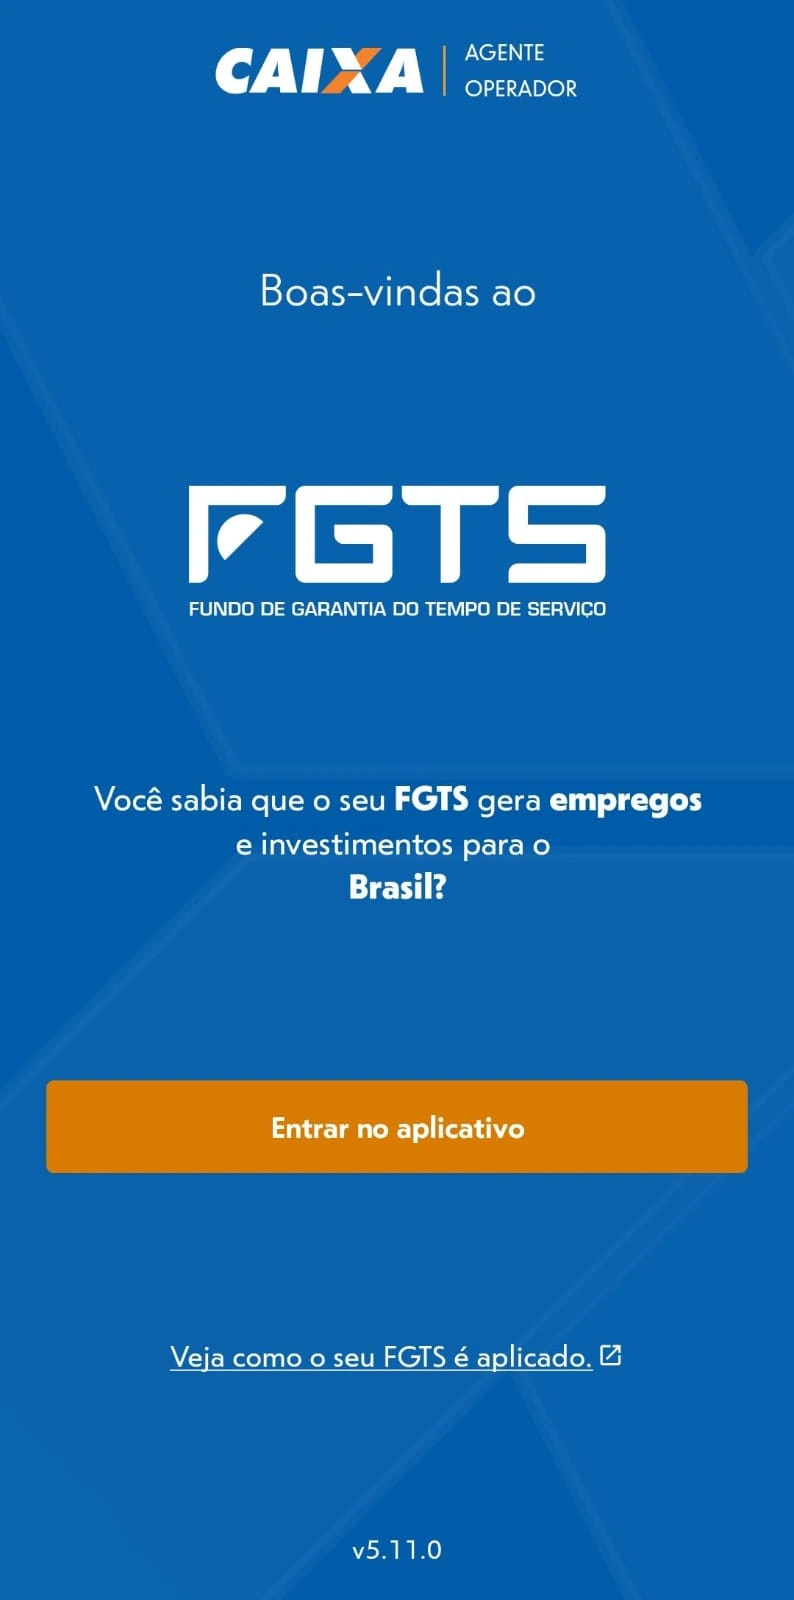 CAIXA
AGENTE
OPERADOR
Boas-vindas ao
FGTS
FUNDO DE GARANTIA DO TEMPO DE SERVIÇO
Você sabia que o seu FGTS gera empregos
e investimentos para o
Brasil?
Entrar no aplicativo
Veja como o seu FGTS é aplicado.
v5.11.0